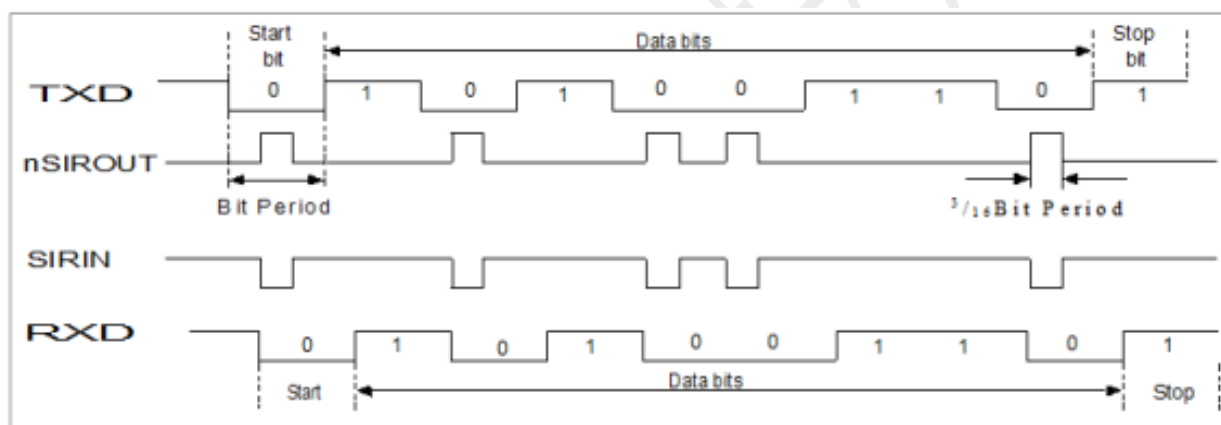 Start
bit
Data bits
Stop
bit
TXD 0 1 0 1 0 0 1 1 0 1
nSIROUT
Bit Period
3/16Bit Period
SIRIN
RXD 0 1 0 1 0 0 1 1 0 1
Start
Data bits
Stop